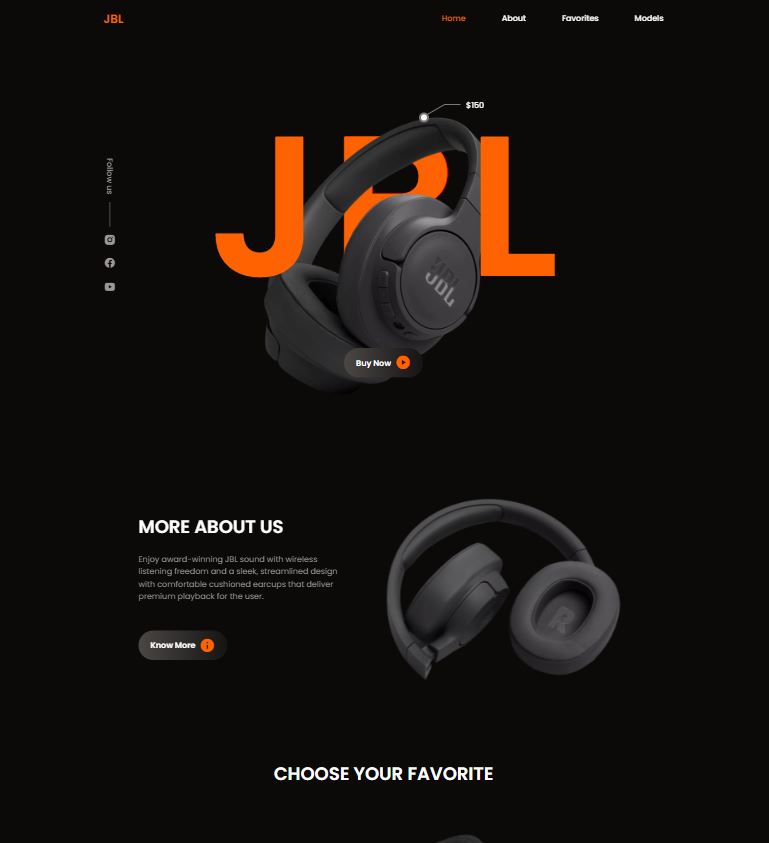 JBL
Home
About
Favorites
Models
$150
JBL
Follow us
JBL
Buy Now
MORE ABOUT US
Enjoy award-winning JBL sound with wireless
listening freedom and a sleek, streamlined design
with comfortable cushioned earcups that deliver
premium playback for the user.
R
Know More
CHOOSE YOUR FAVORITE